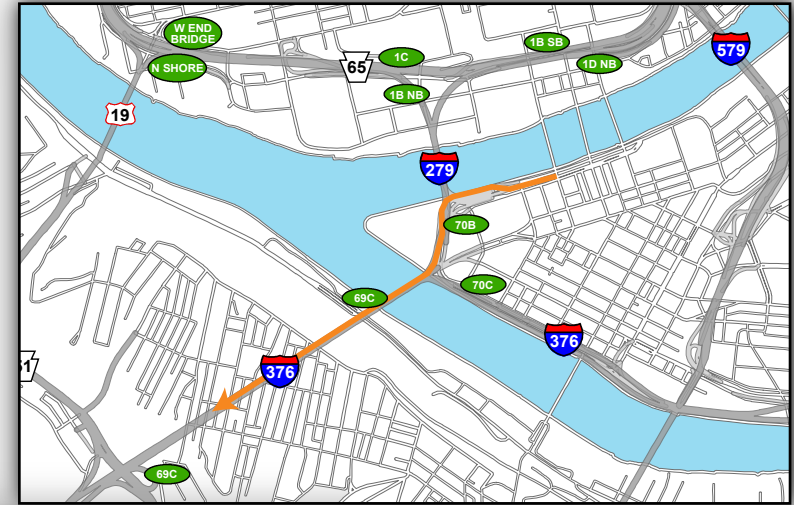 W END
BRIDGE
N SHORE
1C
65
1B SB
1D NB
579
1B NB
19
279
70B
70C
69C
376
376
69C